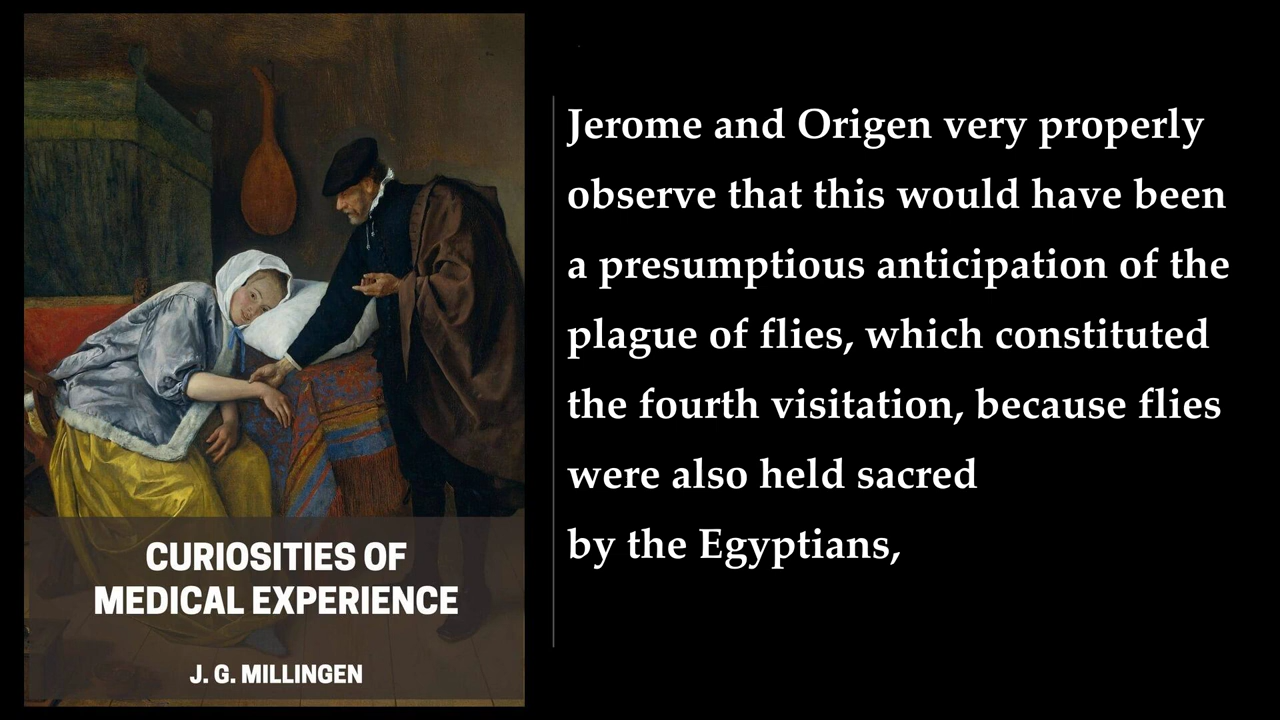 CURIOSITIES OF
MEDICAL EXPERIENCE
J. G. MILLINGEN
Jerome and Origen very properly
observe that this would have been
a presumptious anticipation of the
plague of flies, which constituted
the fourth visitation, because flies
were also held sacred
by the Egyptians,